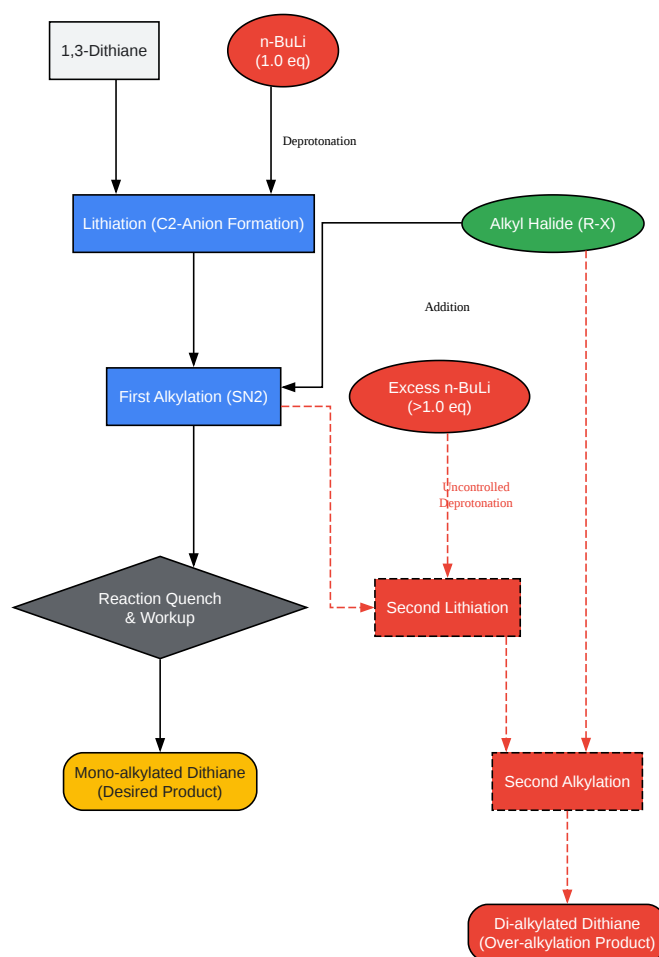 1,3-Dithiane
n-BuLi
(1.0 eq)
Deprotonation
Lithiation (C2-Anion Formation)
Alkyl Halide (R-X)
Addition
First Alkylation (SN2)
Excess n-BuLi
(>1.0 eq)
Uncontrolled
Deprotonation
Reaction Quench
& Workup
Second Lithiation
Mono-alkylated Dithiane
(Desired Product)
Second Alkylation
Di-alkylated Dithiane
(Over-alkylation Product)